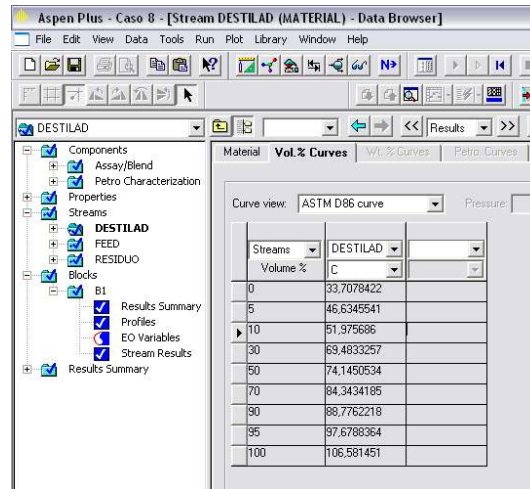 Aspen Plus - Caso 8 - [Stream DESTILAD (MATERIAL) - Data Browser]
File Edit View Data Tools Run Plot Library Window Help
N>
DESTILAD
<< Results >>
Components
Assay/Blend
Petro Characterization
Properties
Streams
DESTILAD
FEED
RESIDUO
Blocks
B1
Results Summary
Profiles
EO Variables
Stream Results
Results Summary
Material Vol.% Curves Wt. % Curves Petro. Curves
Curve view: ASTM D86 curve Pressure:
Streams DESTILAD
Volume % C
0 33,7078422
5 46,6345541
10 51,975686
30 69,4833257
50 74,1450534
70 84,3434185
90 88,7762218
95 97,6788364
100 106,581451